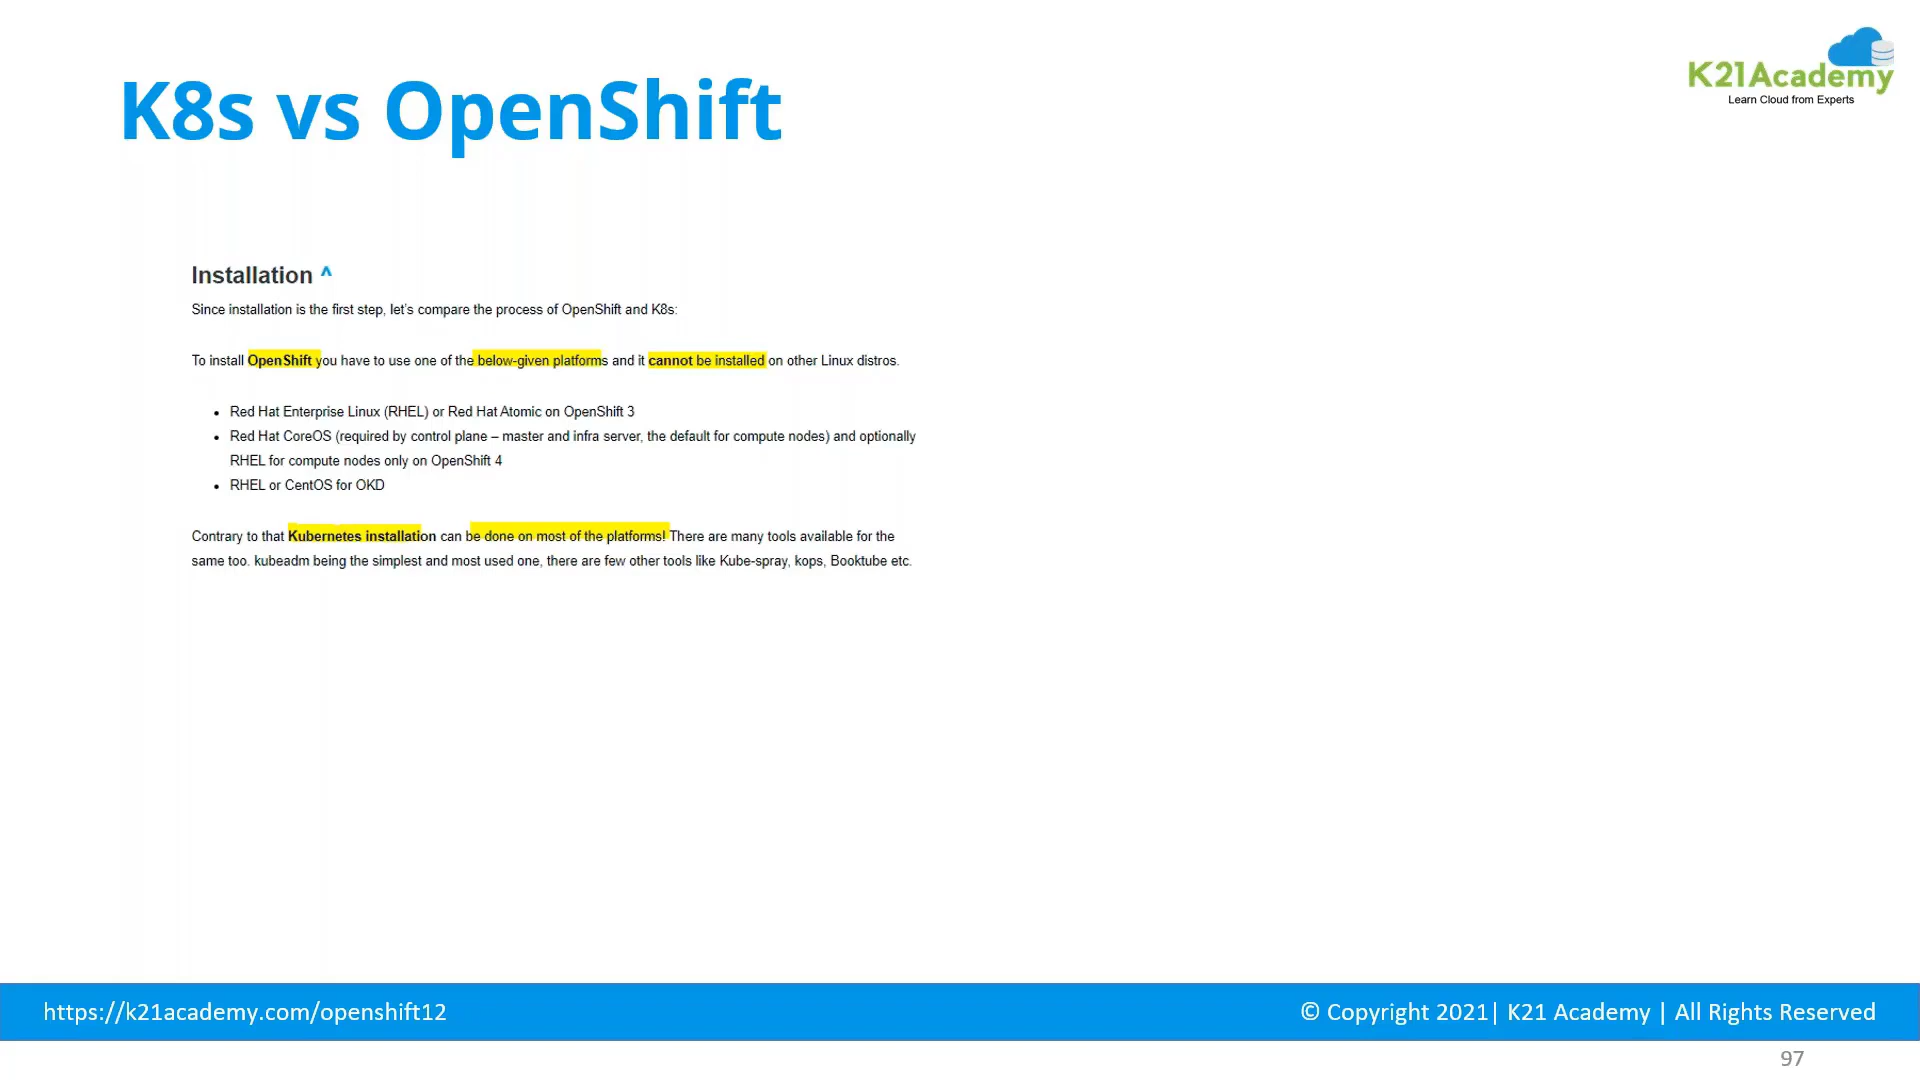 K21Academy
Learn Cloud from Experts
K8s vs OpenShift
Installation ^
Since installation is the first step, let's compare the process of OpenShift and K8s:
To install OpenShift you have to use one of the below-given platforms and it cannot be installed on other Linux distros.
• Red Hat Enterprise Linux (RHEL) or Red Hat Atomic on OpenShift 3
• Red Hat CoreOS (required by control plane – master and infra server, the default for compute nodes) and optionally
RHEL for compute nodes only on OpenShift 4
• RHEL or CentOS for OKD
Contrary to that Kubernetes installation can be done on most of the platforms! There are many tools available for the
same too. kubeadm being the simplest and most used one, there are few other tools like Kube-spray, kops, Booktube etc.
https://k21academy.com/openshift12
© Copyright 2021| K21 Academy | All Rights Reserved
97